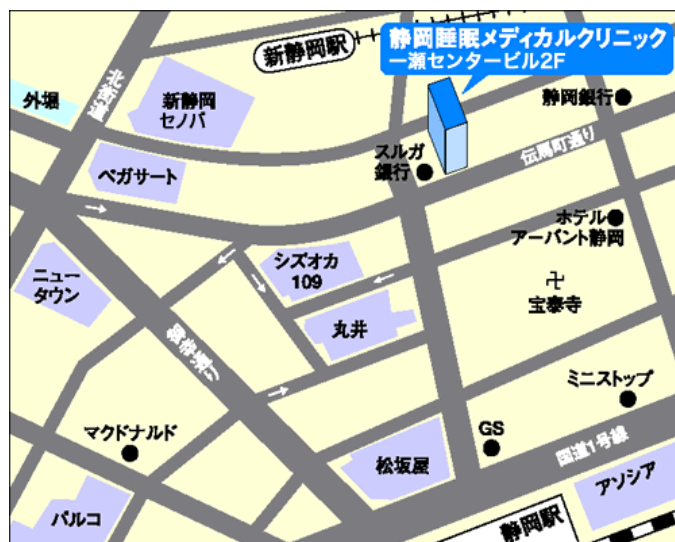 新静岡駅
静岡睡眠メディカルクリニック
一瀬センタービル2F
北街道
外堀
新静岡
セノバ
静岡銀行
ペガサート
スルガ
銀行
伝馬町通り
ホテル
アーバント静岡
シズオカ
109
ニュー
タウン
宝泰寺
丸井
御幸通り
ミニストップ
マクドナルド
GS
国道1号線
松坂屋
アソシア
パルコ
静岡駅